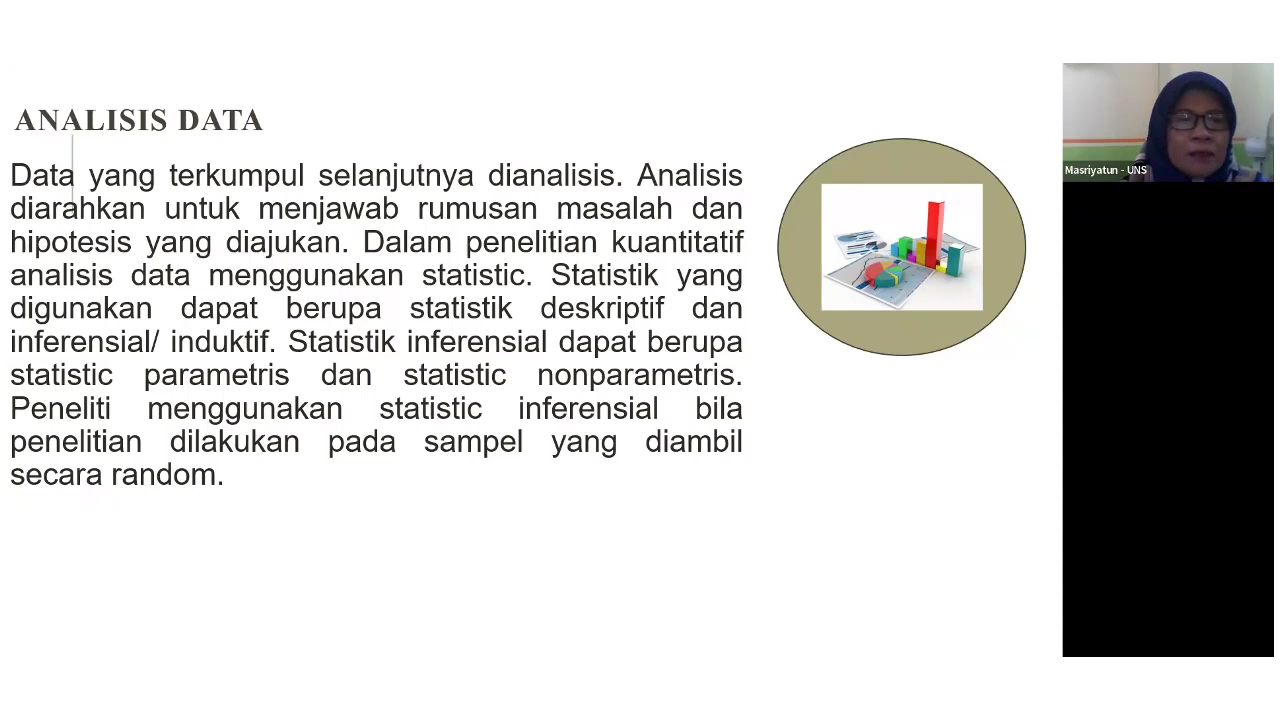 ANALISIS DATA
Data yang terkumpul selanjutnya dianalisis. Analisis
diarahkan untuk menjawab rumusan masalah dan
hipotesis yang diajukan. Dalam penelitian kuantitatif
analisis data menggunakan statistic. Statistik yang
digunakan dapat berupa statistik deskriptif dan
inferensial/ induktif. Statistik inferensial dapat berupa
statistic parametris dan statistic nonparametris.
Peneliti menggunakan statistic inferensial bila
penelitian dilakukan pada sampel yang diambil
secara random.
Masriyatun - UNS